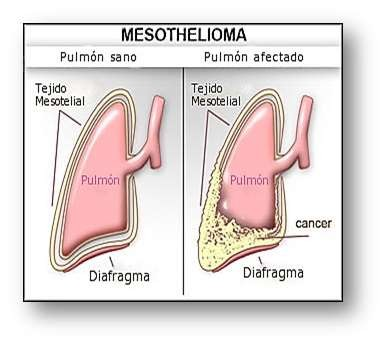 MESOTHELIOMA
Pulmón sano
Pulmón afectado
Tejido
Mesotelial
Pulmón
Diafragma
Tejido
Mesotelial
Pulmón
cancer
Diafragma